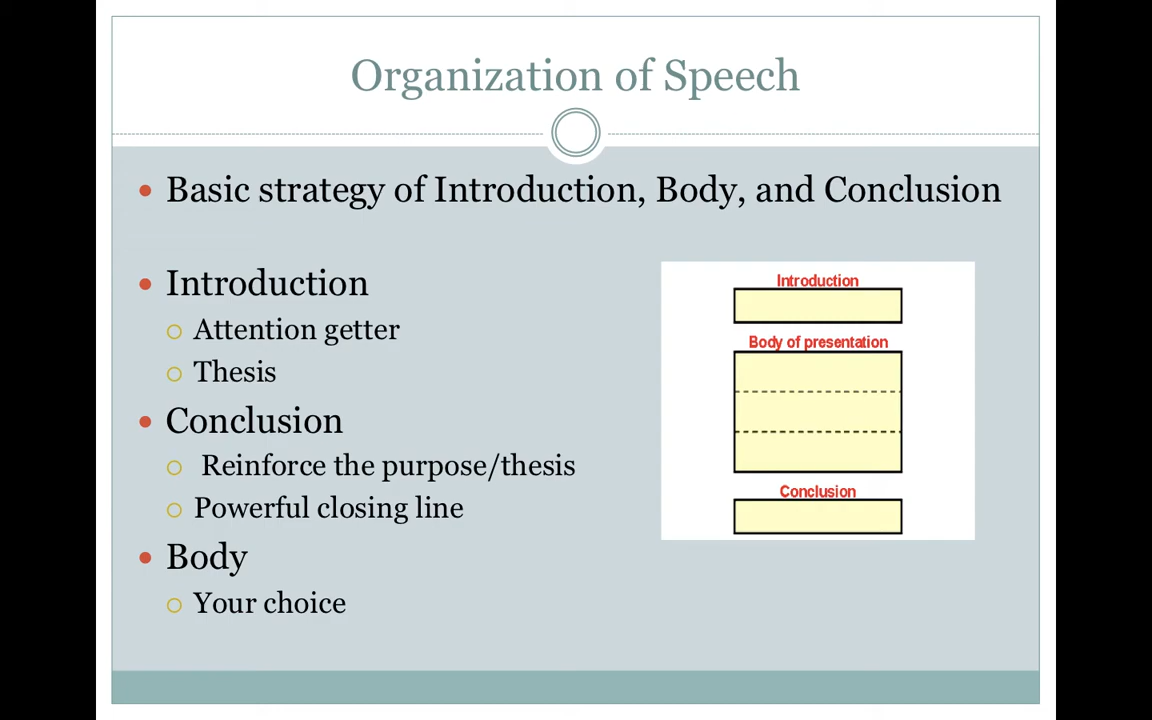 Organization of Speech
Basic strategy of Introduction, Body, and Conclusion
Introduction
Attention getter
Thesis
Conclusion
Reinforce the purpose/thesis
Powerful closing line
Body
Your choice
Introduction
Body of presentation
Conclusion